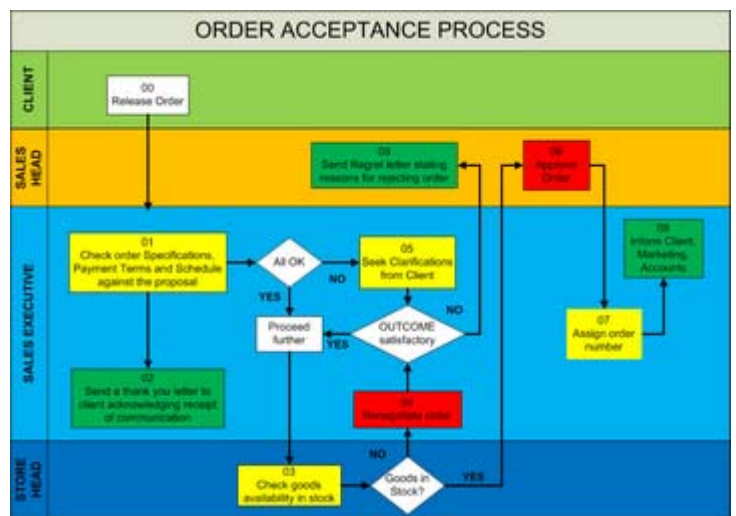 ORDER ACCEPTANCE PROCESS
CLIENT
00
Release Order
SALES
HEAD
Send Regret letter stating
reasons for rejecting order
Approve
Order
SALES EXECUTIVE
01
Check order Specifications,
Payment Terms and Schedule
against the proposal
All OK
NO
YES
05
Seek Clarifications
from Client
08
Inform Client,
Marketing,
Accounts
Proceed
further
YES
OUTCOME
satisfactory
NO
07
Assign order
number
02
Send a thank you letter to
client acknowledging receipt
of communication
Renegotiate order
STORE
HEAD
03
Check goods
availability in stock
NO
Goods in
Stock?
YES